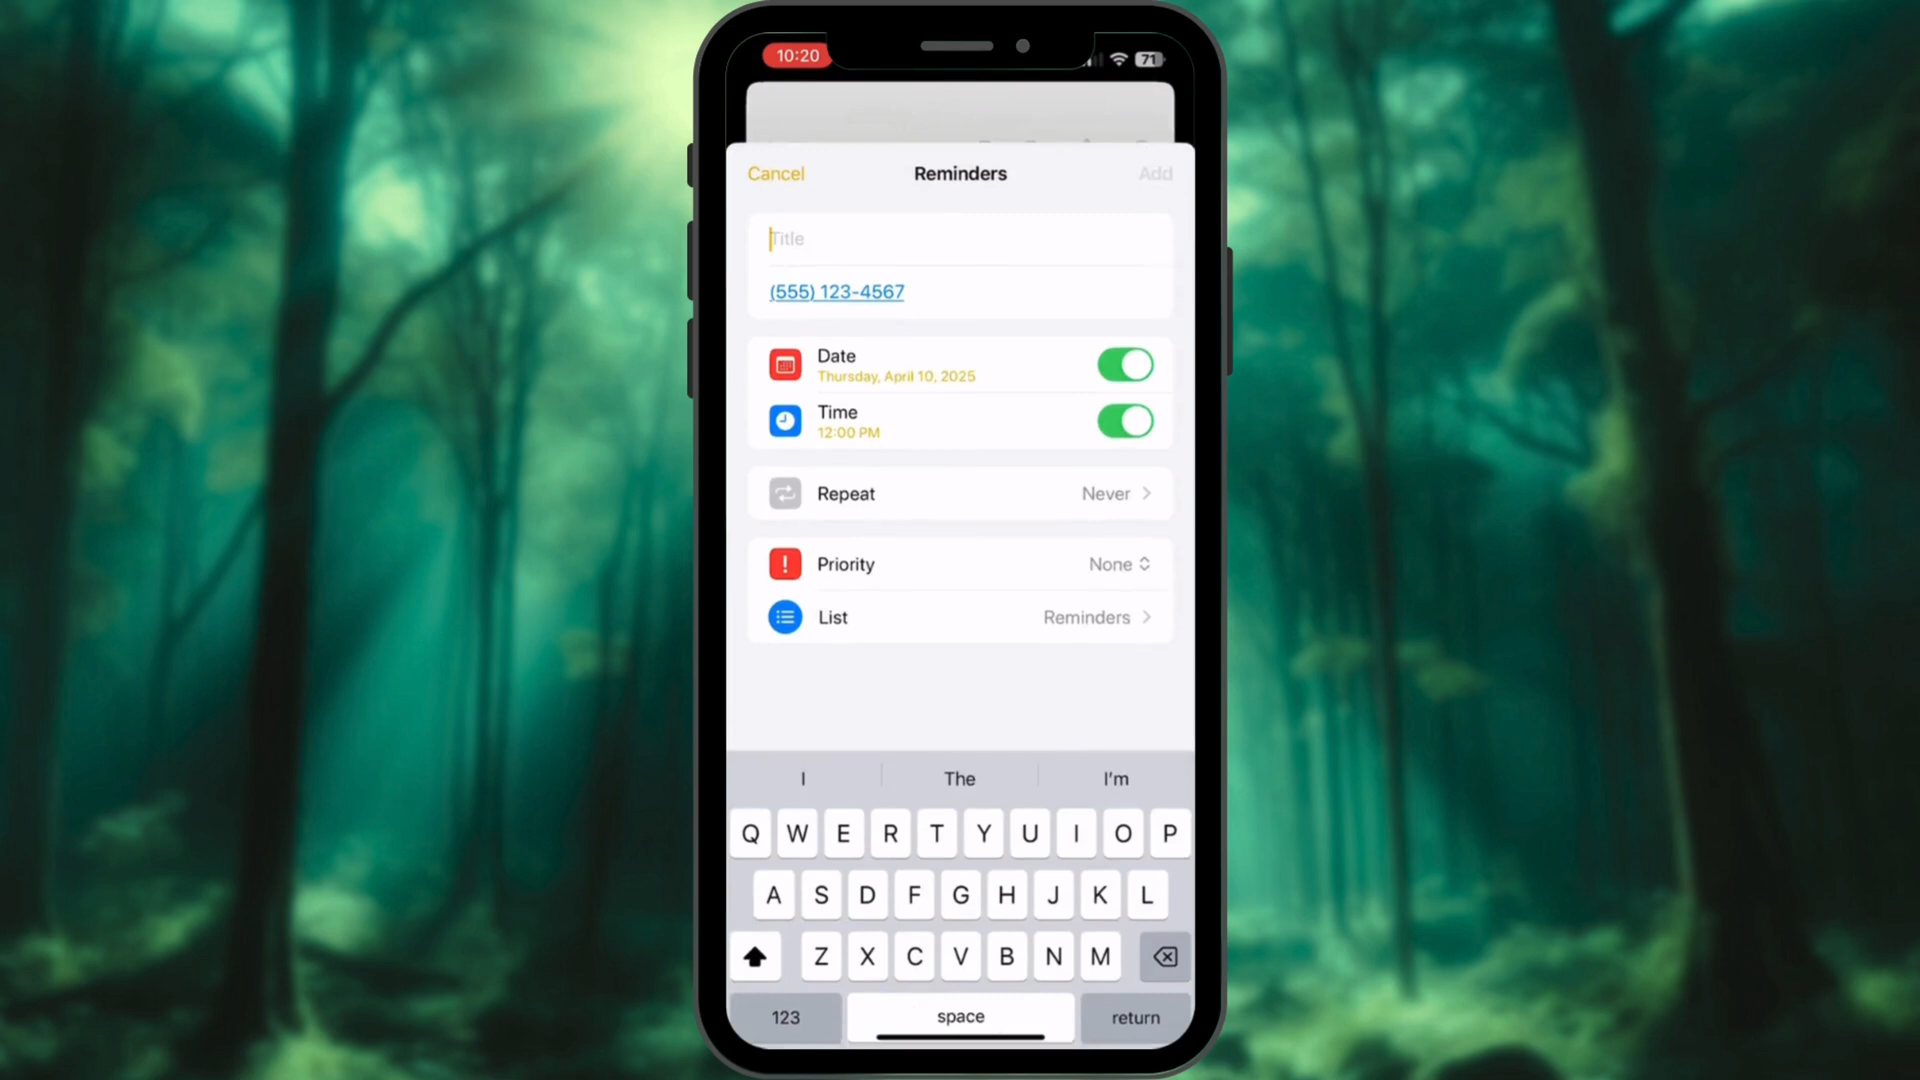 10:20
71
Cancel
Reminders
Add
Title
(555) 123-4567
Date
Thursday, April 10, 2025
Time
12:00 PM
Repeat
Never
Priority
None
List
Reminders
I
The
I'm
Q W E R T Y U I O P
A S D F G H J K L
Z X C V B N M
123
space
return